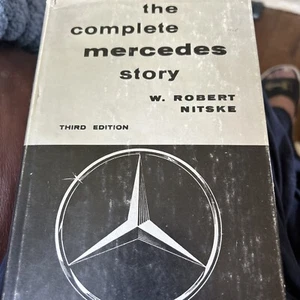 the
complete
mercedes
story
W. ROBERT
NITSKE
THIRD EDITION